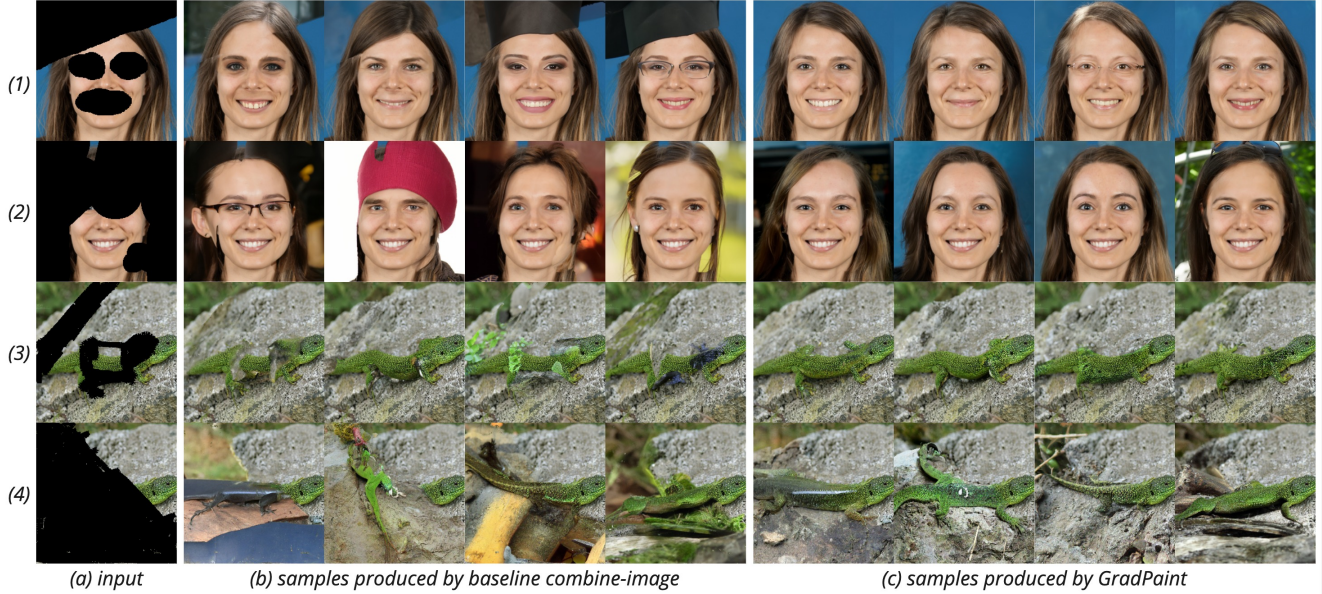 (1)
(2)
(3)
(4)
(a) input
(b) samples produced by baseline combine-image
(c) samples produced by GradPaint